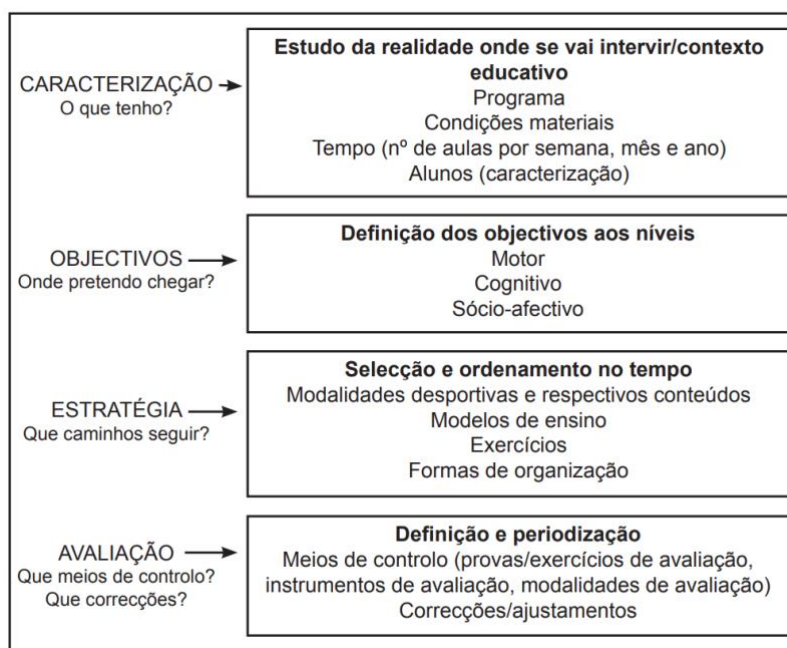 CARACTERIZAÇÃO
O que tenho?
Estudo da realidade onde se vai intervir/contexto
educativo
Programa
Condições materiais
Tempo (nº de aulas por semana, mês e ano)
Alunos (caracterização)
OBJECTIVOS
Onde pretendo chegar?
Definição dos objectivos aos níveis
Motor
Cognitivo
Sócio-afectivo
ESTRATÉGIA
Que caminhos seguir?
Selecção e ordenamento no tempo
Modalidades desportivas e respectivos conteúdos
Modelos de ensino
Exercícios
Formas de organização
AVALIAÇÃO
Que meios de controlo?
Que correcções?
Definição e periodização
Meios de controlo (provas/exercícios de avaliação,
instrumentos de avaliação, modalidades de avaliação)
Correcções/ajustamentos